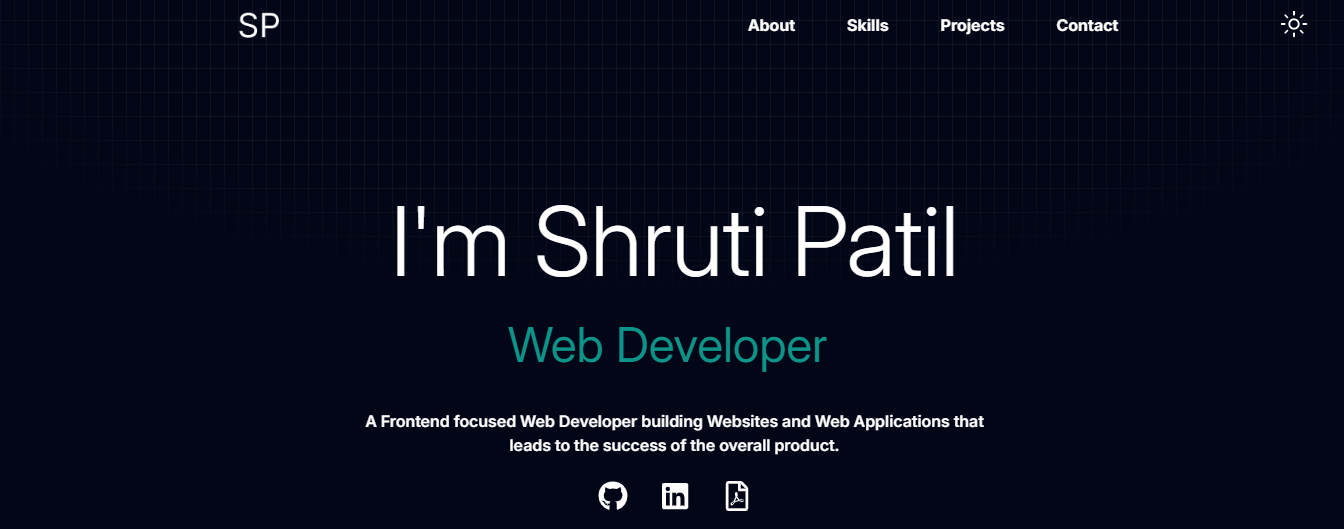 SP
About Skills Projects Contact
I'm Shruti Patil
Web Developer
A Frontend focused Web Developer building Websites and Web Applications that
leads to the success of the overall product.
in